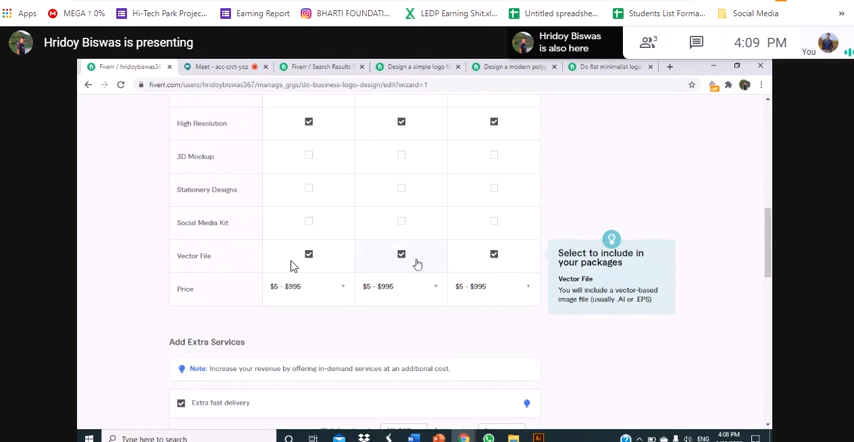 Apps
MEGA ↑ 0%
Hi-Tech Park Projec...
Earning Report
BHARTI FOUNDATI...
LEDP Earning Shit.xl...
Untitled spreadshe...
Students List Forma...
Social Media
»
Hridoy Biswas is presenting
Hridoy Biswas
is also here
3
4:09 PM
You
Fiverr / hridoybiswas36
Meet - acc-crct-yoz
Fiverr / Search Results f
Design a simple logo f
Design a modern polyg
Do flat minimalist logo
fiverr.com/users/hridoybiswas367/manage_gigs/do-business-logo-design/edit?wizard=1
High Resolution
3D Mockup
Stationery Designs
Social Media Kit
Vector File
Price
$5 - $995
$5 - $995
$5 - $995
Select to include in
your packages
Vector File
You will include a vector-based
image file (usually .AI or .EPS)
Add Extra Services
Note: Increase your revenue by offering in-demand services at an additional cost.
Extra fast delivery
Type here to search
ENG
4:08 PM